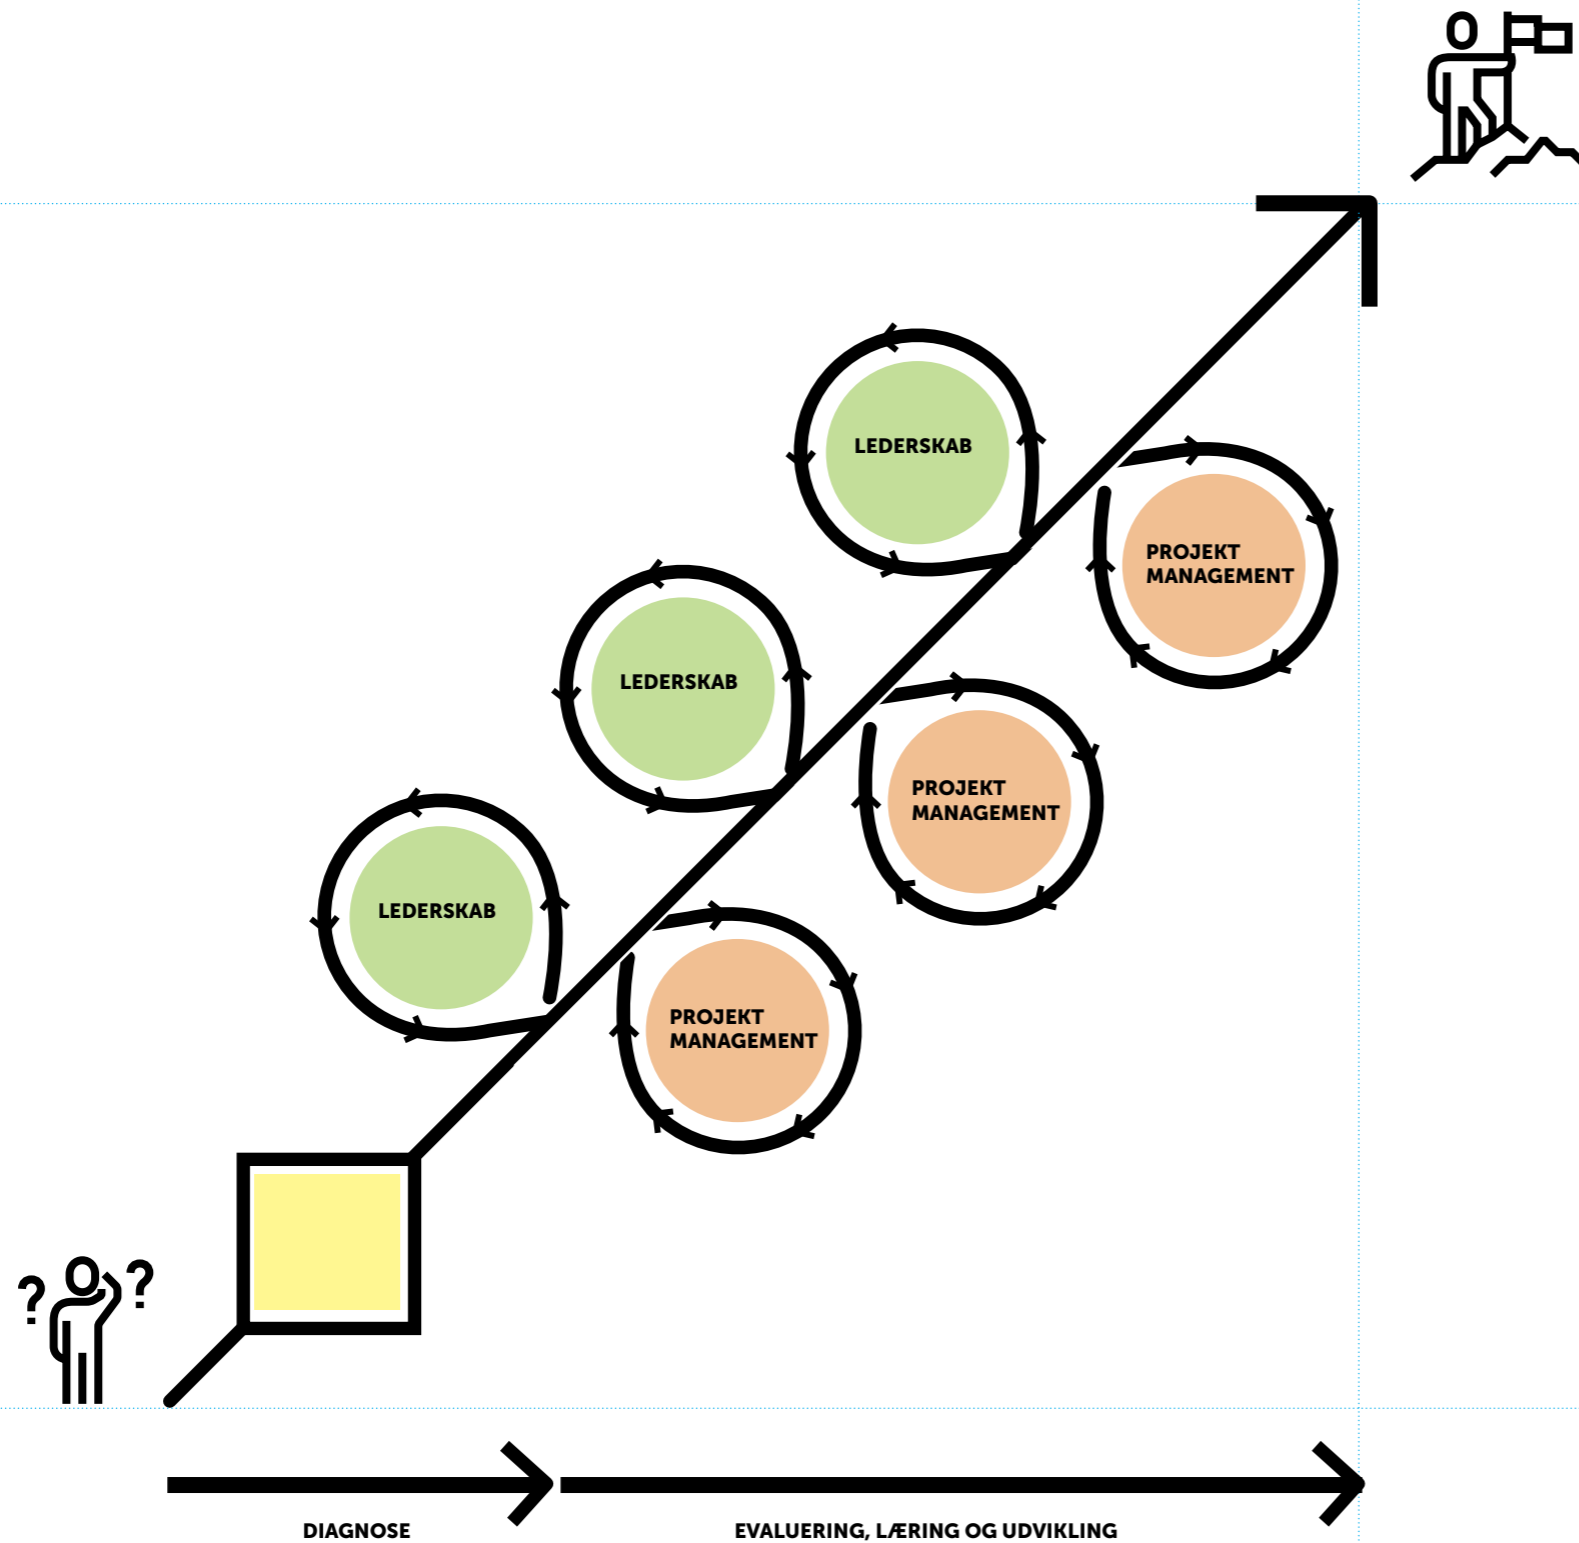 LEDERSKAB
PROJEKT
MANAGEMENT
LEDERSKAB
PROJEKT
MANAGEMENT
LEDERSKAB
PROJEKT
MANAGEMENT
? ?
DIAGNOSE
EVALUERING, LÆRING OG UDVIKLING